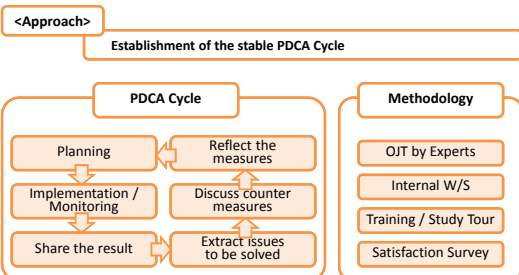 <Approach>
Establishment of the stable PDCA Cycle
PDCA Cycle
Planning
Implementation /
Monitoring
Share the result
Reflect the
measures
Discuss counter
measures
Extract issues
to be solved
Methodology
OJT by Experts
Internal W/S
Training / Study Tour
Satisfaction Survey